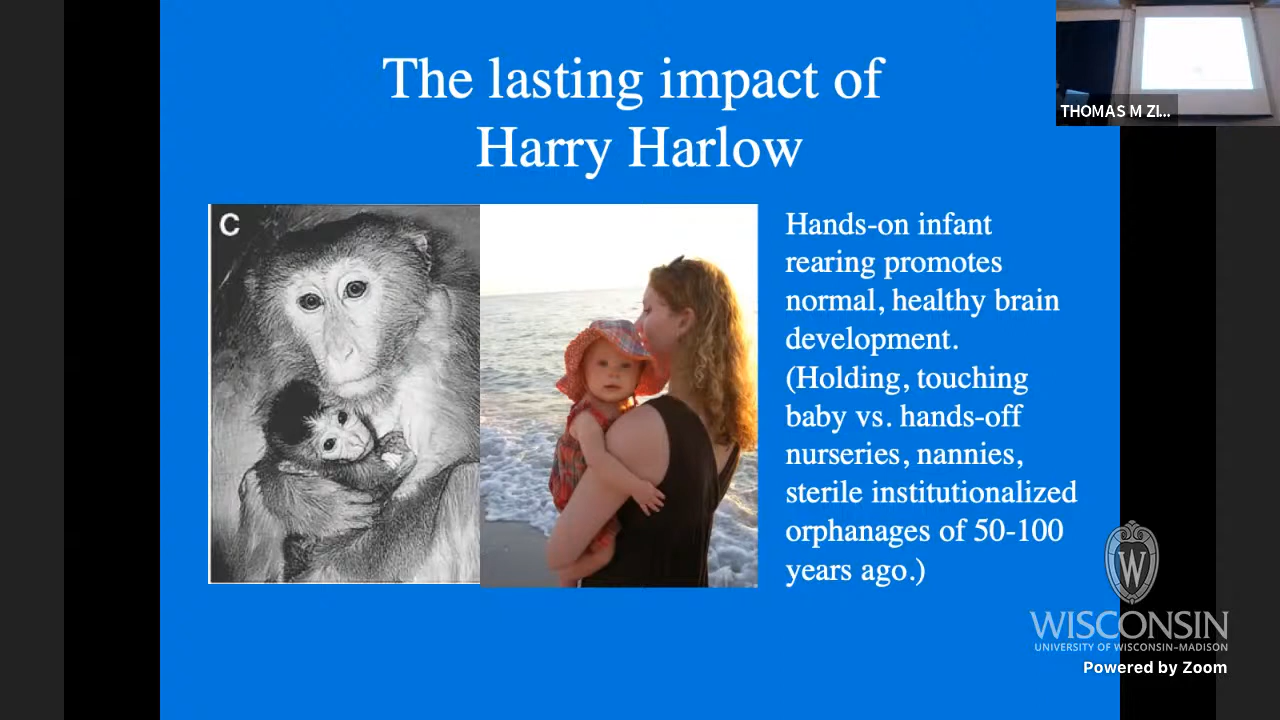 The lasting impact of
Harry Harlow
THOMAS M ZI...
C
Hands-on infant
rearing promotes
normal, healthy brain
development.
(Holding, touching
baby vs. hands-off
nurseries, nannies,
sterile institutionalized
orphanages of 50-100
years ago.)
W
WISCONSIN
UNIVERSITY OF WISCONSIN–MADISON
Powered by Zoom